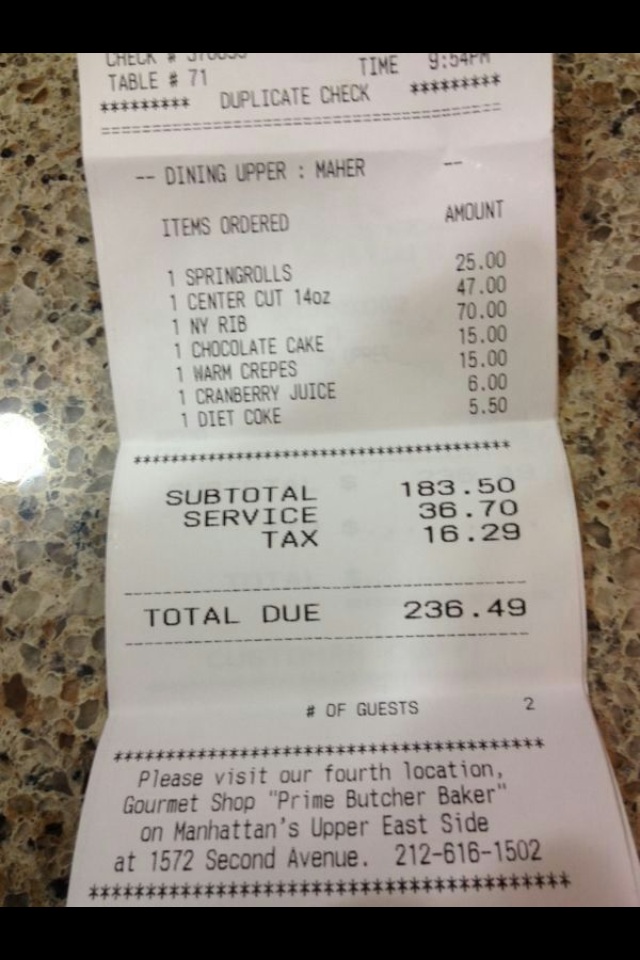 CHECK #
TABLE # 71 TIME 9:54PM
********* DUPLICATE CHECK *********
-- DINING UPPER : MAHER --
ITEMS ORDERED AMOUNT
1 SPRINGROLLS 25.00
1 CENTER CUT 14oz 47.00
1 NY RIB 70.00
1 CHOCOLATE CAKE 15.00
1 WARM CREPES 15.00
1 CRANBERRY JUICE 6.00
1 DIET COKE 5.50
SUBTOTAL 183.50
SERVICE 36.70
TAX 16.29
TOTAL DUE 236.49
# OF GUESTS 2
Please visit our fourth location,
Gourmet Shop "Prime Butcher Baker"
on Manhattan's Upper East Side
at 1572 Second Avenue. 212-616-1502